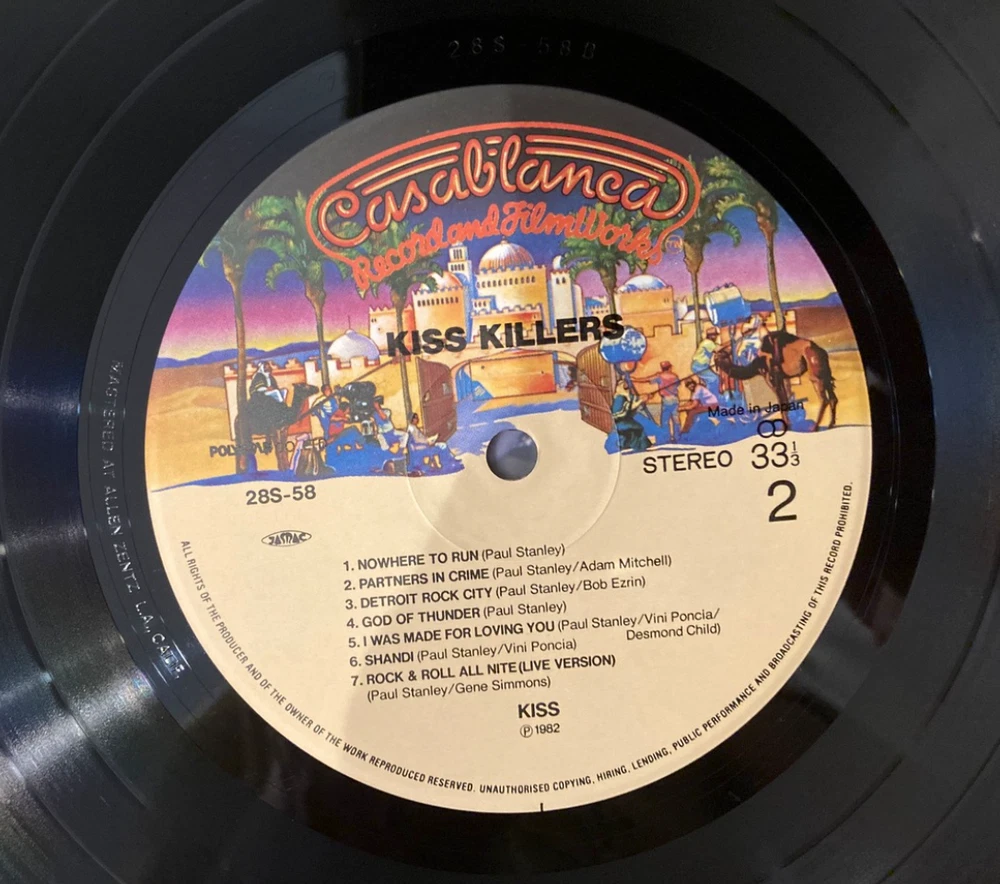 28S 58B
Casablanca
Record and FilmWorks
KISS KILLERS
Made in Japan
STEREO 33⅓
2
28S-58
JASRAC
1. NOWHERE TO RUN (Paul Stanley)
2. PARTNERS IN CRIME (Paul Stanley/Adam Mitchell)
3. DETROIT ROCK CITY (Paul Stanley/Bob Ezrin)
4. GOD OF THUNDER (Paul Stanley)
5. I WAS MADE FOR LOVING YOU (Paul Stanley/Vini Poncia/
Desmond Child)
6. SHANDI (Paul Stanley/Vini Poncia)
7. ROCK & ROLL ALL NITE (LIVE VERSION)
(Paul Stanley/Gene Simmons)
KISS
℗ 1982
ALL RIGHTS OF THE PRODUCER AND OF THE OWNER OF THE WORK REPRODUCED RESERVED. UNAUTHORISED COPYING, HIRING, LENDING, PUBLIC PERFORMANCE AND BROADCASTING OF THIS RECORD PROHIBITED.
MASTERED AT ALLEN ZENTZ, L.A., CALIF.